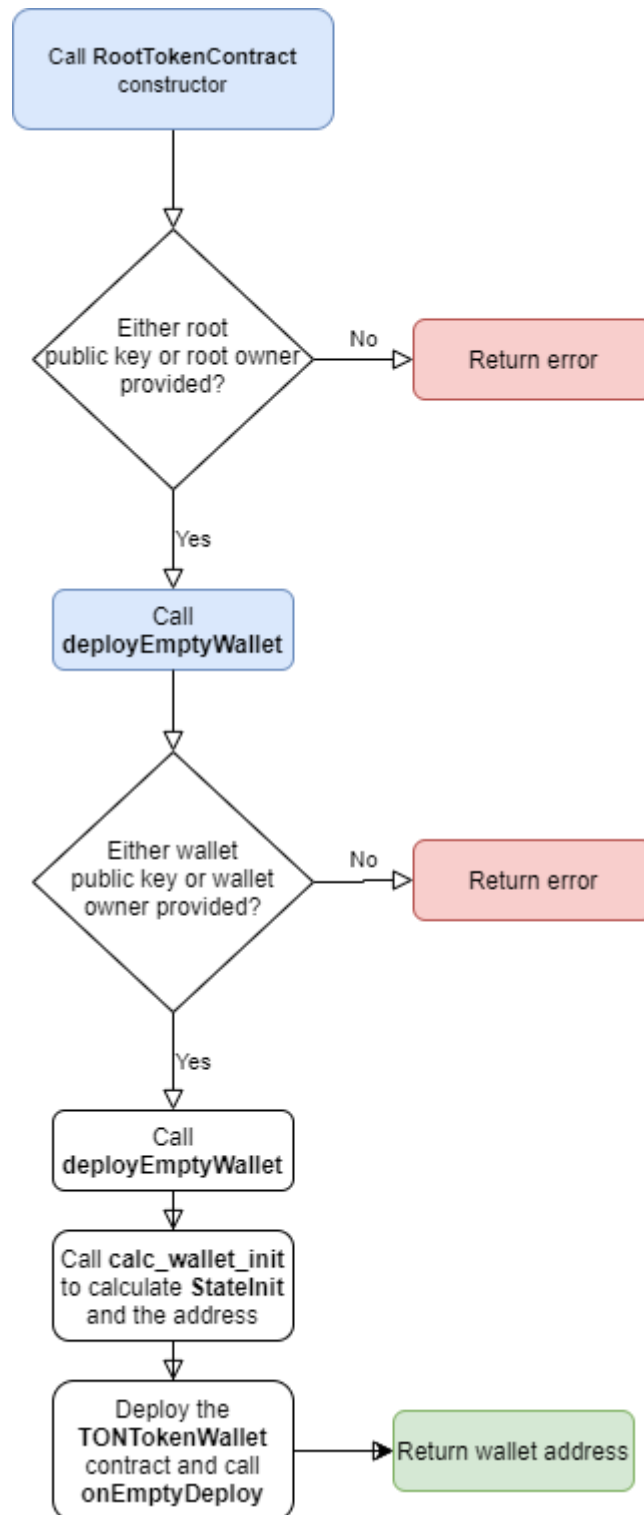 Call RootTokenContract
constructor
Either root
public key or root owner
provided?
No
Return error
Yes
Call
deployEmptyWallet
Either wallet
public key or wallet
owner provided?
No
Return error
Yes
Call
deployEmptyWallet
Call calc_wallet_init
to calculate StateInit
and the address
Deploy the
TONTokenWallet
contract and call
onEmptyDeploy
Return wallet address